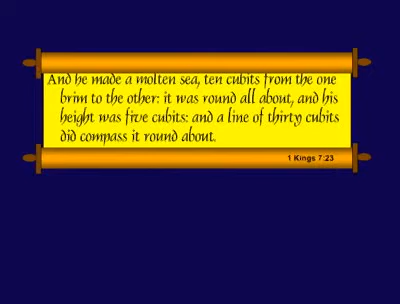 And he made a molten sea, ten cubits from the one
brim to the other: it was round all about, and his
height was five cubits: and a line of thirty cubits
did compass it round about.
1 Kings 7:23